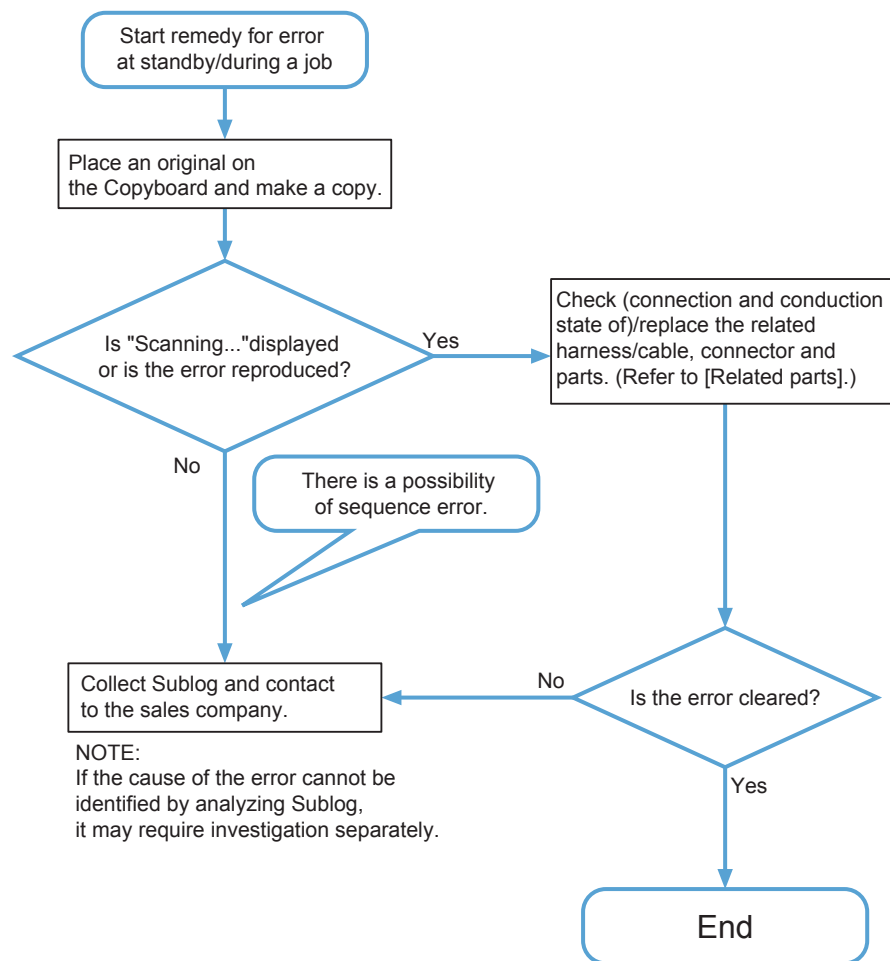 Start remedy for error
at standby/during a job
Place an original on
the Copyboard and make a copy.
Is "Scanning..."displayed
or is the error reproduced?
Yes
Check (connection and conduction
state of)/replace the related
harness/cable, connector and
parts. (Refer to [Related parts].)
No
There is a possibility
of sequence error.
Collect Sublog and contact
to the sales company.
No
Is the error cleared?
NOTE:
If the cause of the error cannot be
identified by analyzing Sublog,
it may require investigation separately.
Yes
End